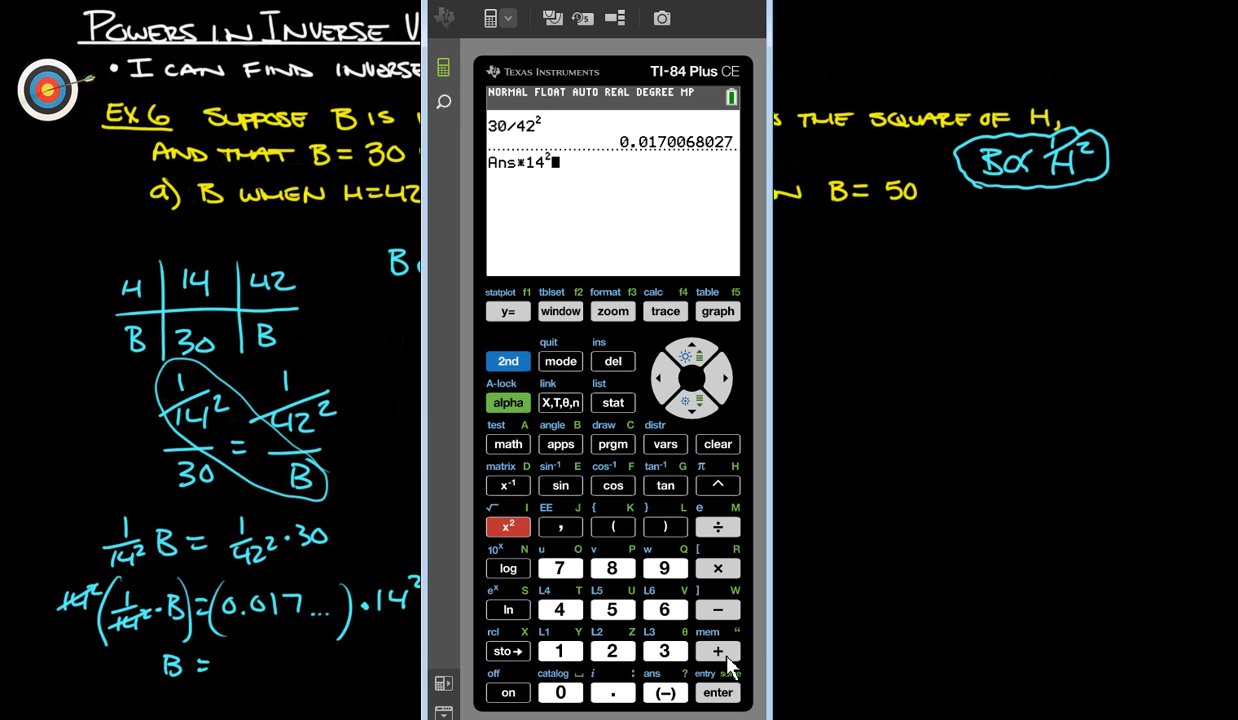 POWERS IN INVERSE V
• I CAN FIND INVERSE
EX 6 SUPPOSE B IS THE SQUARE OF H,
AND THAT B = 30
a) B WHEN H=42 B = 50
B ∝ 1/H²
H | 14 | 42
B | 30 | B
B
1/14² / 30 = 1/42² / B
1/14² B = 1/42² · 30
14² (1/14² · B) = (0.017...) · 14²
B =
TEXAS INSTRUMENTS TI-84 Plus CE
NORMAL FLOAT AUTO REAL DEGREE MP
30/42²
0.0170068027
Ans*14²
statplot f1 tblset f2 format f3 calc f4 table f5
y= window zoom trace graph
quit ins
2nd mode del
A-lock link list
alpha X,T,θ,n stat
test A angle B draw C distr
math apps prgm vars clear
matrix D sin⁻¹ E cos⁻¹ F tan⁻¹ G π H
x⁻¹ sin cos tan ^
√ I EE J { K } L e M
x² , ( ) ÷
10ˣ N u O v P w Q [ R
log 7 8 9 ×
eˣ S L4 T L5 U L6 V ] W
ln 4 5 6 −
rcl X L1 Y L2 Z L3 θ mem "
sto→ 1 2 3 +
off catalog i : ans ? entry
on 0 . (−) enter